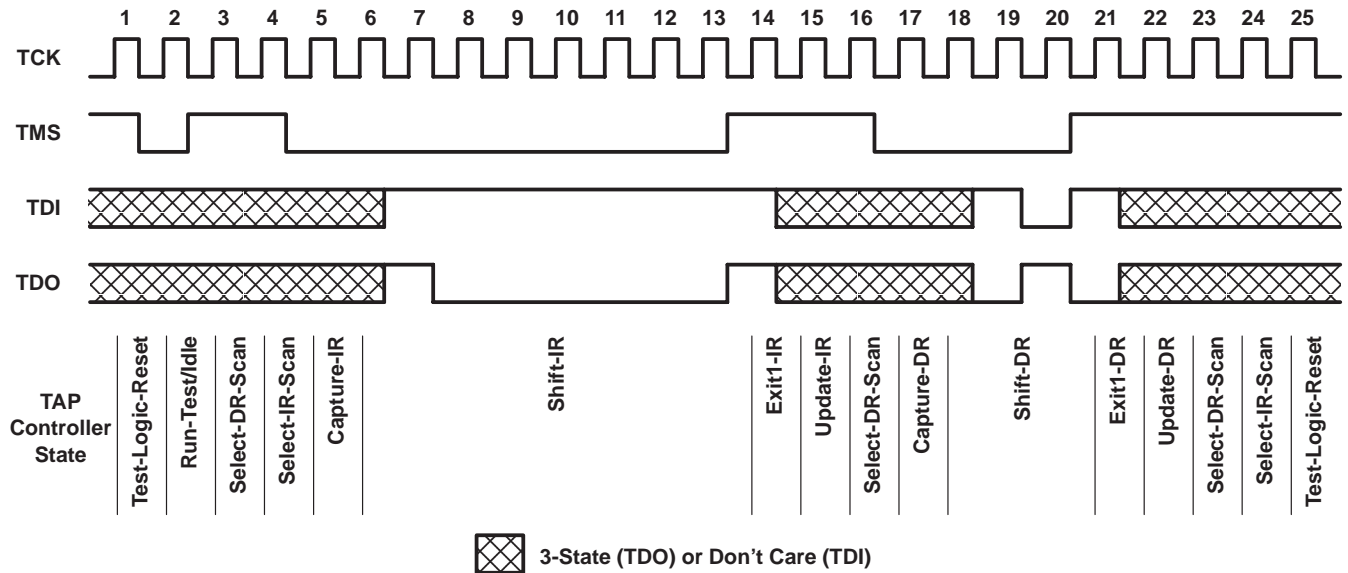 1 2 3 4 5 6 7 8 9 10 11 12 13 14 15 16 17 18 19 20 21 22 23 24 25
TCK
TMS
TDI
TDO
TAP
Controller
State
Test-Logic-Reset
Run-Test/Idle
Select-DR-Scan
Select-IR-Scan
Capture-IR
Shift-IR
Exit1-IR
Update-IR
Select-DR-Scan
Capture-DR
Shift-DR
Exit1-DR
Update-DR
Select-DR-Scan
Select-IR-Scan
Test-Logic-Reset
3-State (TDO) or Don't Care (TDI)